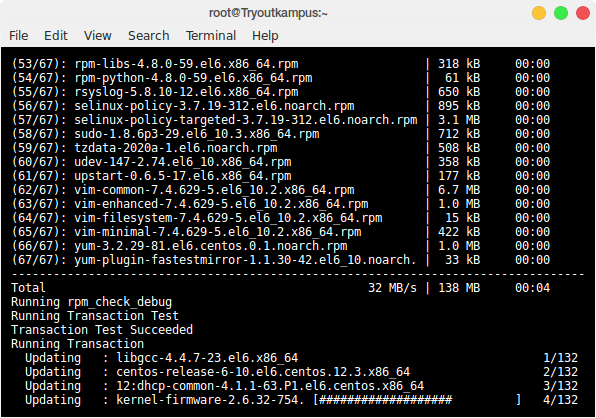 root@Tryoutkampus:~
File Edit View Search Terminal Help
(53/67): rpm-libs-4.8.0-59.el6.x86_64.rpm | 318 kB 00:00
(54/67): rpm-python-4.8.0-59.el6.x86_64.rpm | 61 kB 00:00
(55/67): rsyslog-5.8.10-12.el6.x86_64.rpm | 650 kB 00:00
(56/67): selinux-policy-3.7.19-312.el6.noarch.rpm | 895 kB 00:00
(57/67): selinux-policy-targeted-3.7.19-312.el6.noarch.rpm | 3.1 MB 00:00
(58/67): sudo-1.8.6p3-29.el6_10.3.x86_64.rpm | 712 kB 00:00
(59/67): tzdata-2020a-1.el6.noarch.rpm | 508 kB 00:00
(60/67): udev-147-2.74.el6_10.x86_64.rpm | 358 kB 00:00
(61/67): upstart-0.6.5-17.el6.x86_64.rpm | 177 kB 00:00
(62/67): vim-common-7.4.629-5.el6_10.2.x86_64.rpm | 6.7 MB 00:00
(63/67): vim-enhanced-7.4.629-5.el6_10.2.x86_64.rpm | 1.0 MB 00:00
(64/67): vim-filesystem-7.4.629-5.el6_10.2.x86_64.rpm | 15 kB 00:00
(65/67): vim-minimal-7.4.629-5.el6_10.2.x86_64.rpm | 422 kB 00:00
(66/67): yum-3.2.29-81.el6.centos.0.1.noarch.rpm | 1.0 MB 00:00
(67/67): yum-plugin-fastestmirror-1.1.30-42.el6_10.noarch. | 33 kB 00:00
--------------------------------------------------------------------------------
Total 32 MB/s | 138 MB 00:04
Running rpm_check_debug
Running Transaction Test
Transaction Test Succeeded
Running Transaction
Updating : libgcc-4.4.7-23.el6.x86_64 1/132
Updating : centos-release-6-10.el6.centos.12.3.x86_64 2/132
Updating : 12:dhcp-common-4.1.1-63.P1.el6.centos.x86_64 3/132
Updating : kernel-firmware-2.6.32-754. [################### ] 4/132